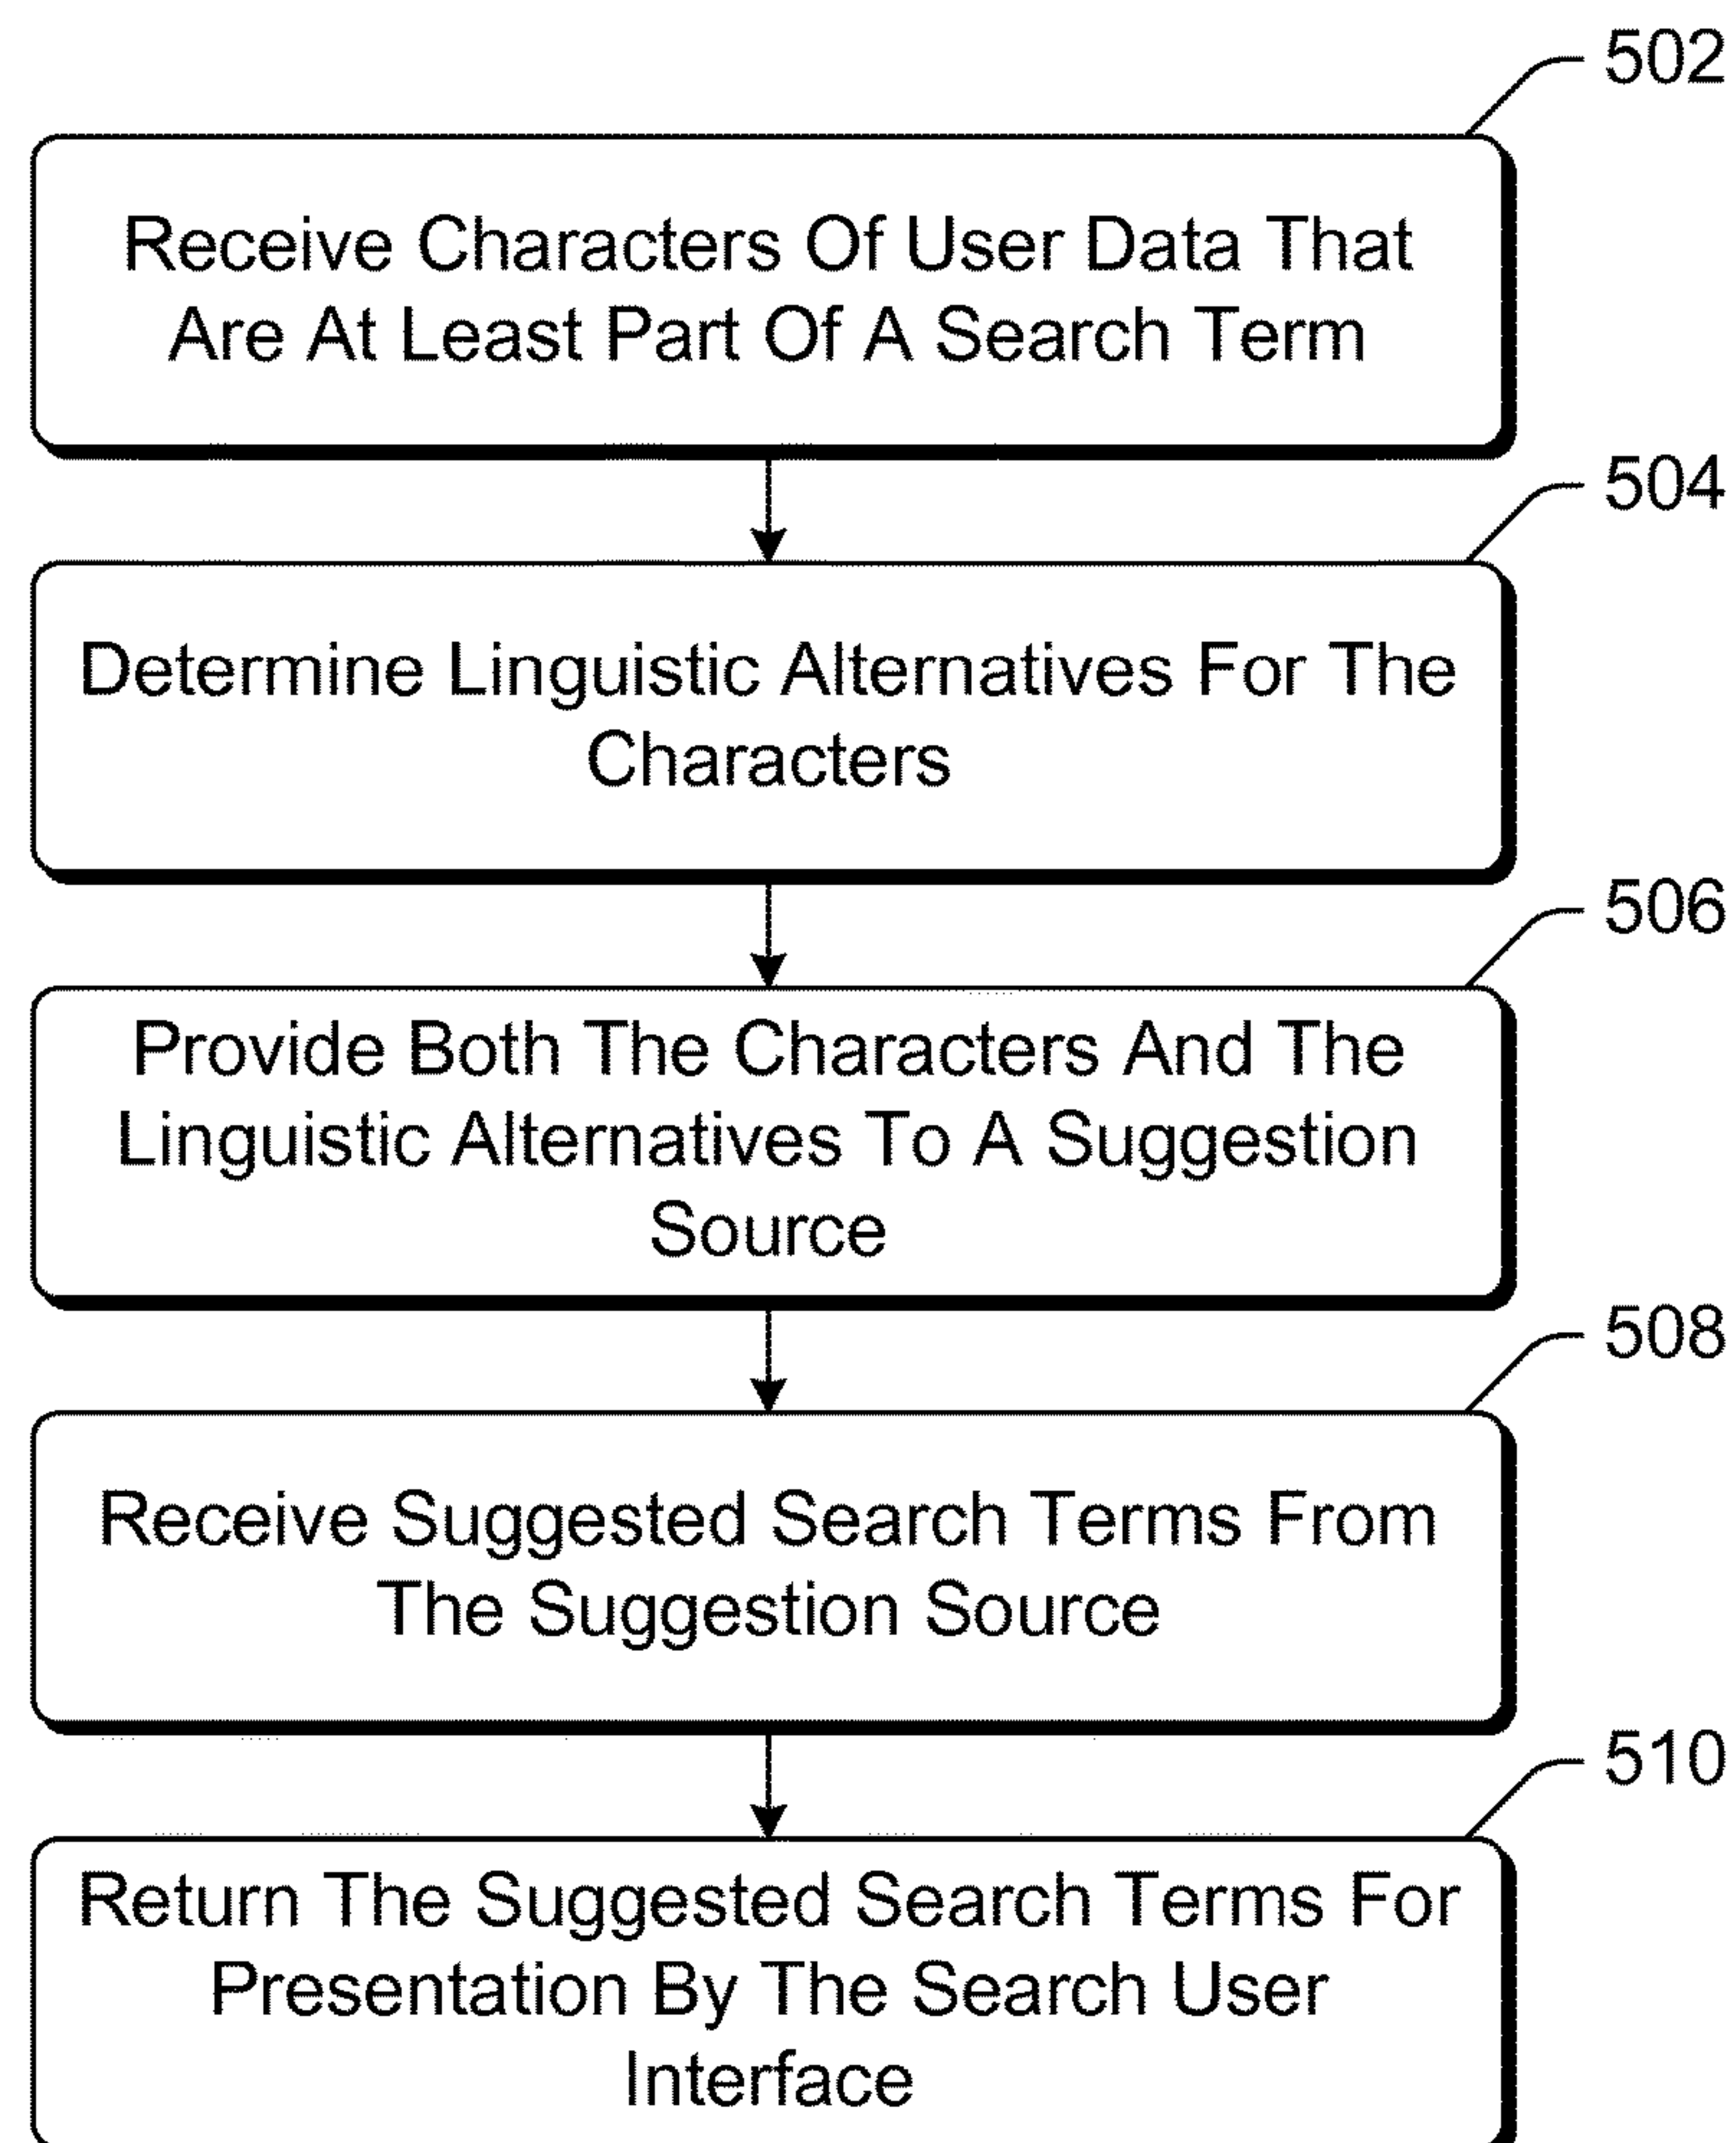 502
Receive Characters Of User Data That
Are At Least Part Of A Search Term
504
Determine Linguistic Alternatives For The
Characters
506
Provide Both The Characters And The
Linguistic Alternatives To A Suggestion
Source
508
Receive Suggested Search Terms From
The Suggestion Source
510
Return The Suggested Search Terms For
Presentation By The Search User
Interface